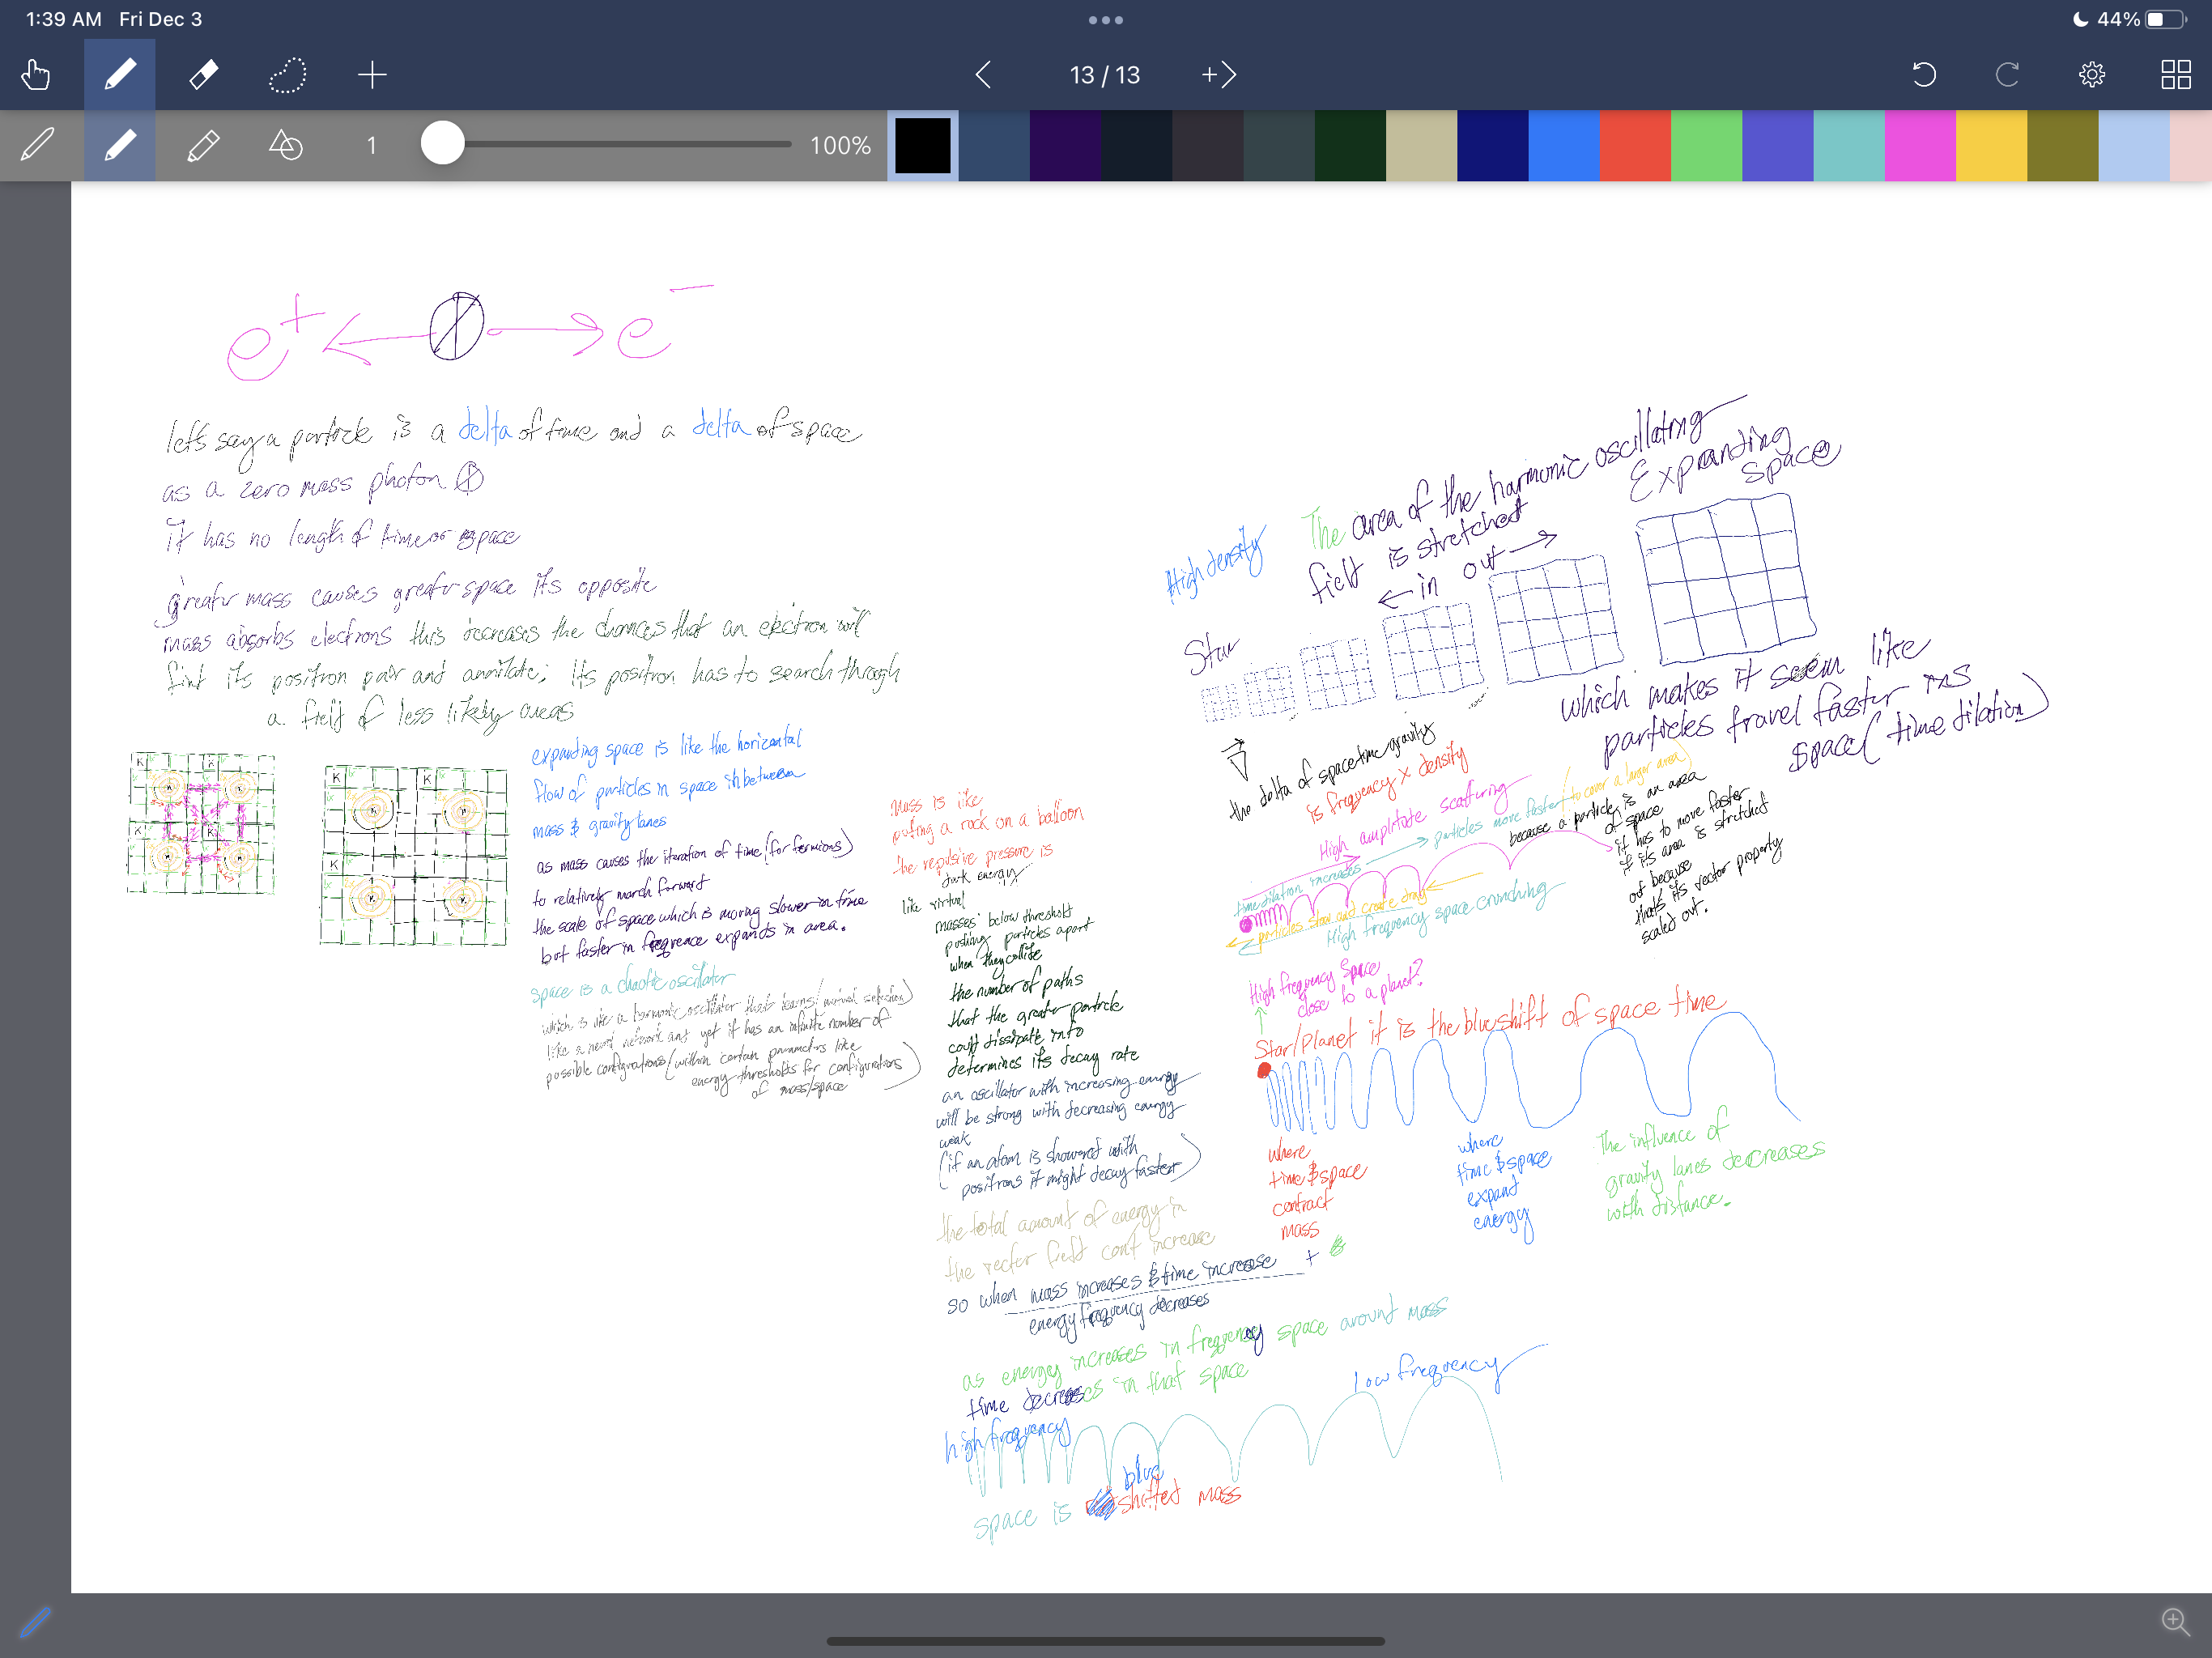 1:39 AM Fri Dec 3
44%
13 / 13
1
100%
e+ e-
let's say a particle is a delta of time and a delta of space
as a zero mass photon
it has no length of time or space
greater mass causes greater space its opposite
mass absorbs electrons this decreases the chances that an electron will
find its positron pair and annilate; its positron has to search through
a field of less likely areas
K K
K K
K K
K
expanding space is like the horizontal
flow of particles in space inbetween
mass & gravity lanes
as mass causes the iteration of time (for fermions)
to relatively march forward
the scale of space which is moving slower in time
but faster in freqrence expands in area.
space is a chaotic oscillator
which is like a harmonic oscillator that learns/ natural selection)
like a neural network and yet it has an infinite number of
possible configurations (within certain parameters like
energy thresholds for configurations
of mass/space
mass is like
puting a rock on a balloon
the repulsive pressure is
dark energy
like virtual
masses below threshold
pushing particles apart
when they collide
the number of paths
that the greater particle
could dissipate into
determines its decay rate
an oscillator with increasing energy
will be strong with decreasing energy
weak
(if an atom is showered with
positrons it might decay faster)
the total amount of energy in
the vector field cant increase
so when mass increases & time increase +
energy frequency decreases
as energy increases in frequency space around mass
time decreases in that space
high frequency
low frequency
blue
space is shifted mass
High density
The area of the harmonic oscillating
field is stretched
← in out →
Expanding
space
Star
which makes it seem like
particles travel faster ins
space (time dilation)
the delta of spacetime gravity
is frequency x density
High amplitude scattering
→ particles move faster (to cover a larger area)
because a particle is an area
of space
it has to move faster
if its area is stretched
out because
that's its vector property
scaled out.
time dilation increases
particles slow and create drag
High frequency space crunching
High frequency space
close to a planet?
Star/Planet it is the blueshift of space time
where
time & space
contract
mass
where
time & space
expand
energy
The influence of
gravity lanes decreases
with distance.